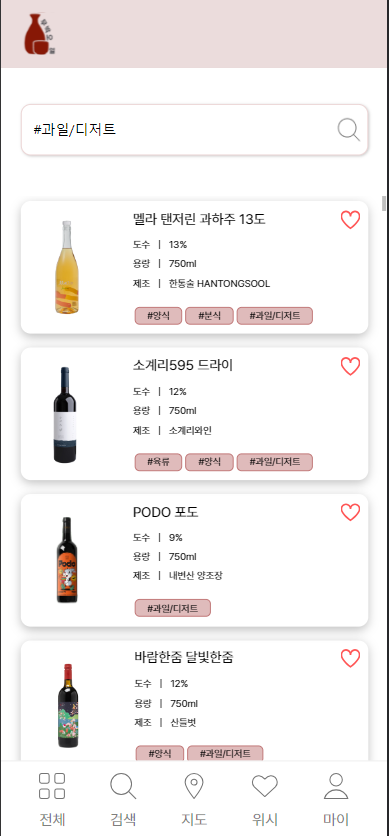 #과일/디저트
멜라 탠저린 과하주 13도
도수 | 13%
용량 | 750ml
제조 | 한통술 HANTONGSOOL
#양식 #분식 #과일/디저트
소계리595 드라이
도수 | 12%
용량 | 750ml
제조 | 소계리와인
#육류 #양식 #과일/디저트
PODO 포도
도수 | 9%
용량 | 750ml
제조 | 내변산 양조장
#과일/디저트
Podo
바람한줌 달빛한줌
도수 | 12%
용량 | 750ml
제조 | 산들벗
#양식 #과일/디저트
전체 검색 지도 위시 마이